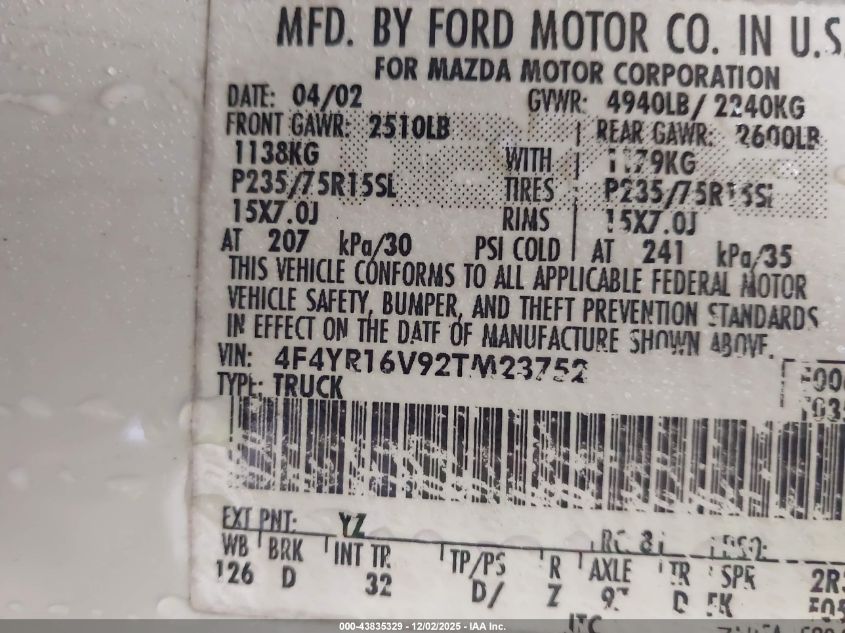 MFD. BY FORD MOTOR CO. IN U.S.
FOR MAZDA MOTOR CORPORATION
DATE: 04/02 GVWR: 4940LB/ 2240KG
FRONT GAWR: 2510LB REAR GAWR: 2600LB
1138KG WITH 1179KG
P235/75R15SL TIRES P235/75R15SL
15X7.0J RIMS 15X7.0J
AT 207 kPa/30 PSI COLD AT 241 kPa/35
THIS VEHICLE CONFORMS TO ALL APPLICABLE FEDERAL MOTOR
VEHICLE SAFETY, BUMPER, AND THEFT PREVENTION STANDARDS
IN EFFECT ON THE DATE OF MANUFACTURE SHOWN ABOVE.
VIN: 4F4YR16V92TM23752
TYPE: TRUCK
EXT PNT: YZ
WB BRK INT TR TP/PS R AXLE TR SPR
126 D 32 D/ Z D
000-43835329 - 12/02/2025 - IAA Inc.